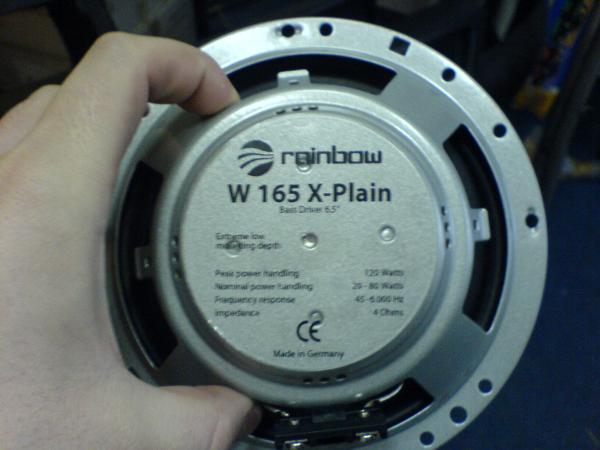 rainbow
W 165 X-Plain
Bass Driver 6.5"
Extreme low
mounting depth
Peak power handling 120 Watts
Nominal power handling 20 - 80 Watts
Frequency response 45 - 6.000 Hz
Impedance 4 Ohms
CE
Made in Germany